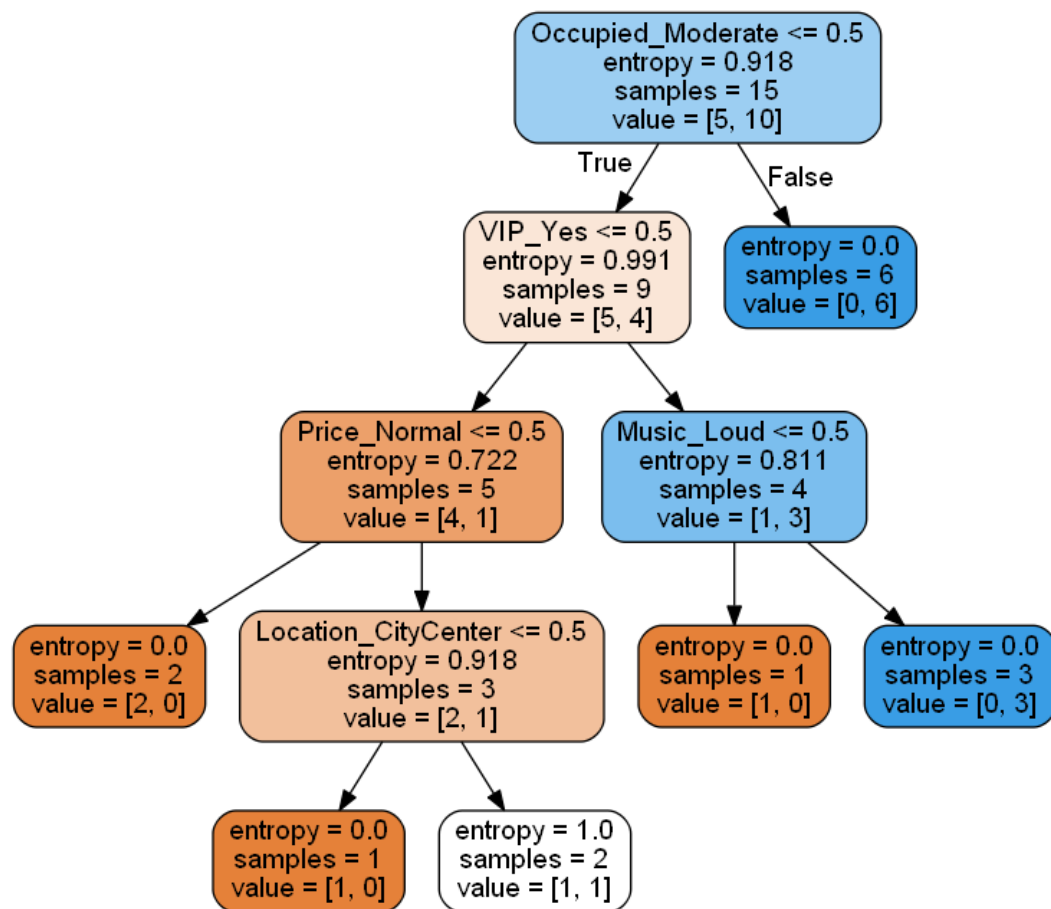 Occupied_Moderate <= 0.5
entropy = 0.918
samples = 15
value = [5, 10]
True
False
VIP_Yes <= 0.5
entropy = 0.991
samples = 9
value = [5, 4]
entropy = 0.0
samples = 6
value = [0, 6]
Price_Normal <= 0.5
entropy = 0.722
samples = 5
value = [4, 1]
Music_Loud <= 0.5
entropy = 0.811
samples = 4
value = [1, 3]
entropy = 0.0
samples = 2
value = [2, 0]
Location_CityCenter <= 0.5
entropy = 0.918
samples = 3
value = [2, 1]
entropy = 0.0
samples = 1
value = [1, 0]
entropy = 0.0
samples = 3
value = [0, 3]
entropy = 0.0
samples = 1
value = [1, 0]
entropy = 1.0
samples = 2
value = [1, 1]